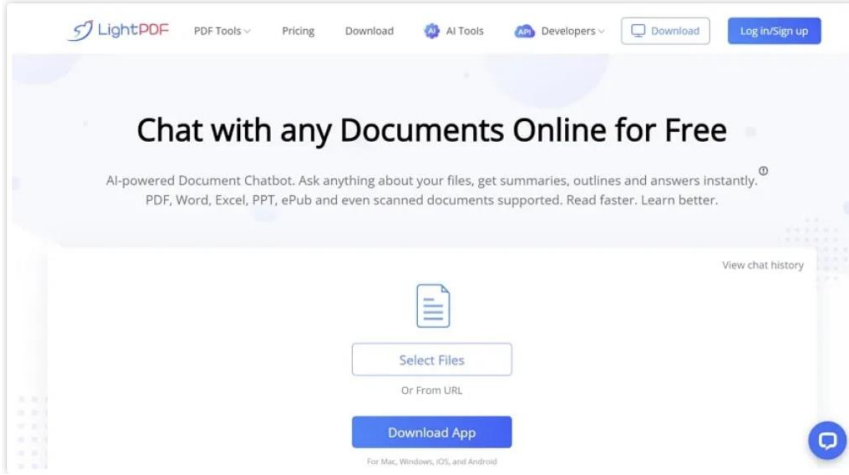 LightPDF PDF Tools Pricing Download AI AI Tools API Developers Download Log in/Sign up
Chat with any Documents Online for Free
AI-powered Document Chatbot. Ask anything about your files, get summaries, outlines and answers instantly.
PDF, Word, Excel, PPT, ePub and even scanned documents supported. Read faster. Learn better.
View chat history
Select Files
Or From URL
Download App
For Mac, Windows, iOS, and Android